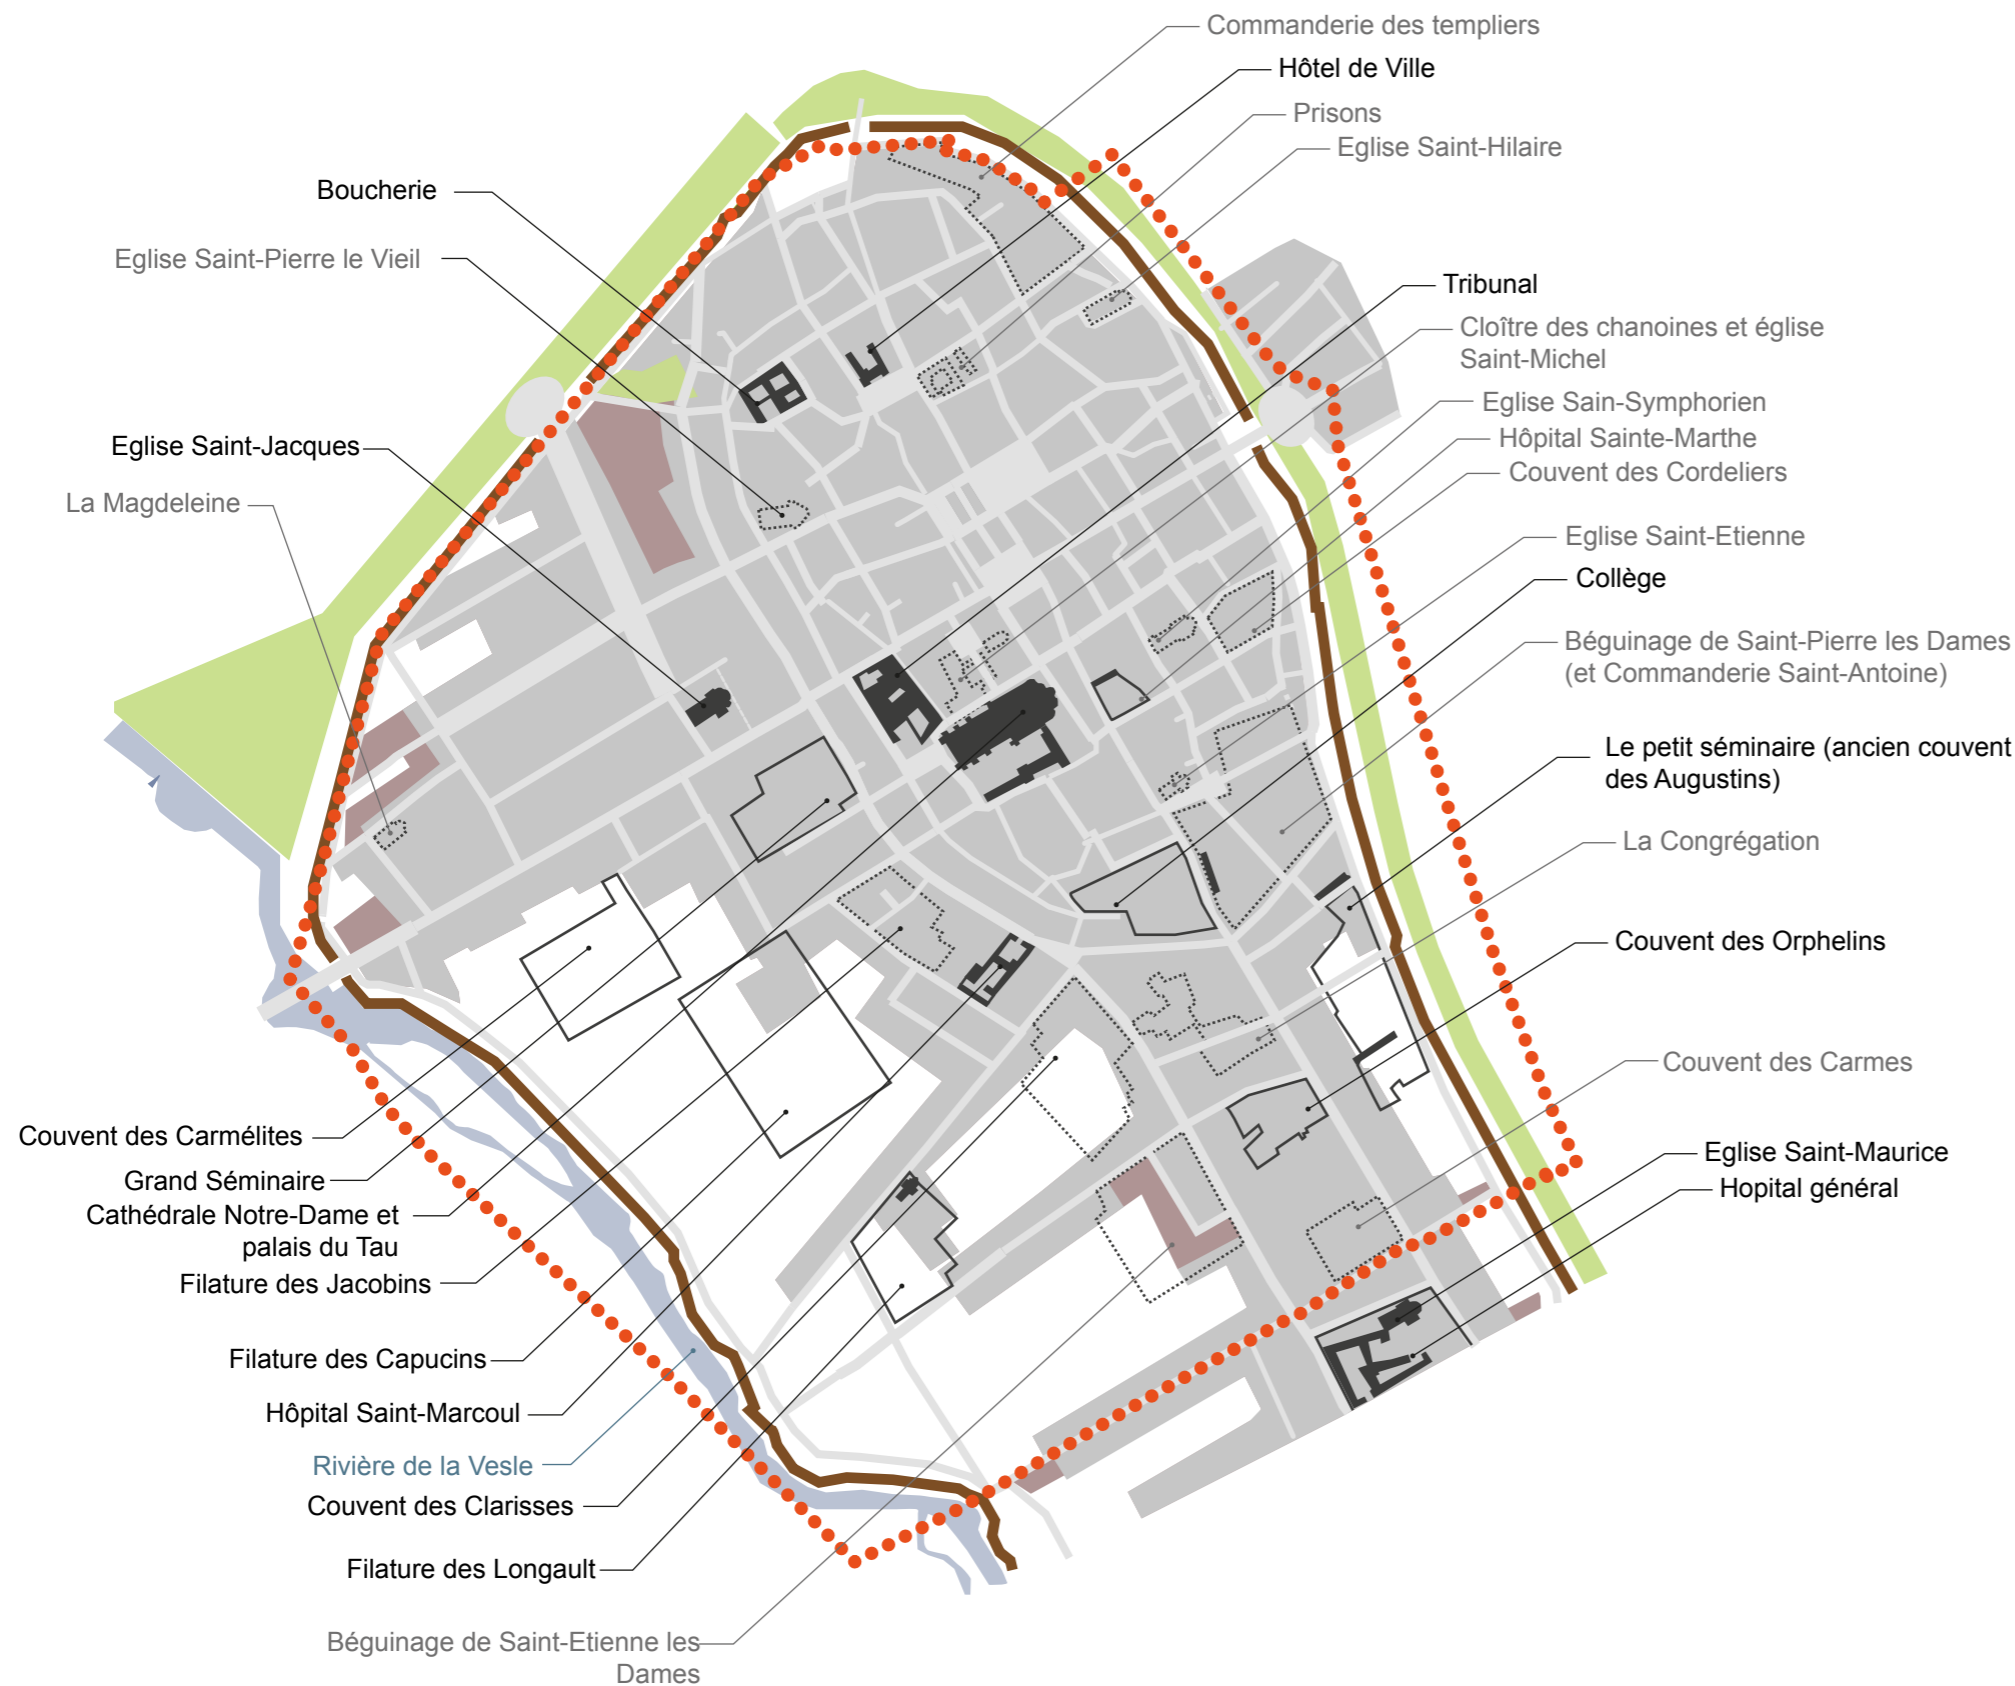 Commanderie des templiers
Hôtel de Ville
Prisons
Eglise Saint-Hilaire
Boucherie
Eglise Saint-Pierre le Vieil
Tribunal
Cloître des chanoines et église
Saint-Michel
Eglise Sain-Symphorien
Hôpital Sainte-Marthe
Eglise Saint-Jacques
Couvent des Cordeliers
La Magdeleine
Eglise Saint-Etienne
Collège
Béguinage de Saint-Pierre les Dames
(et Commanderie Saint-Antoine)
Le petit séminaire (ancien couvent
des Augustins)
La Congrégation
Couvent des Orphelins
Couvent des Carmes
Couvent des Carmélites
Eglise Saint-Maurice
Grand Séminaire
Hopital général
Cathédrale Notre-Dame et
palais du Tau
Filature des Jacobins
Filature des Capucins
Hôpital Saint-Marcoul
Rivière de la Vesle
Couvent des Clarisses
Filature des Longault
Béguinage de Saint-Etienne les
Dames